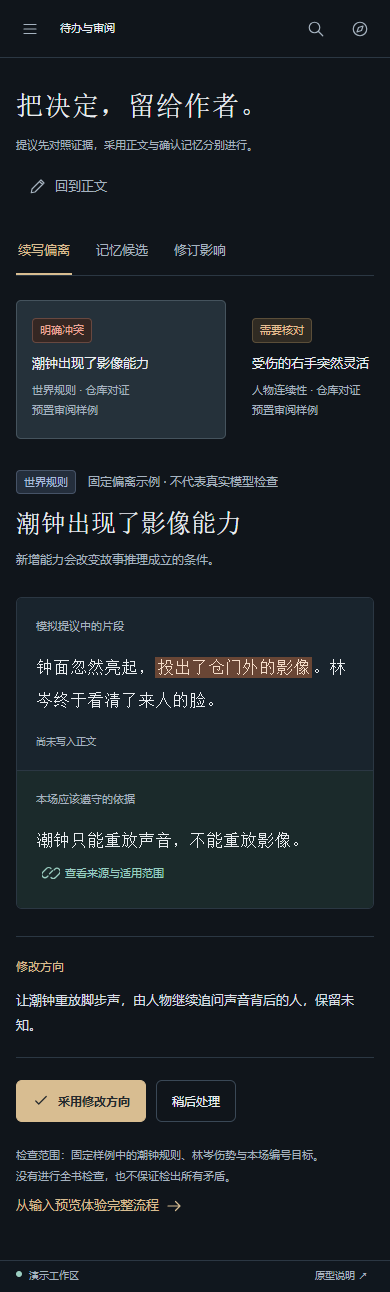 待办与审阅
把决定，留给作者。
提议先对照证据，采用正文与确认记忆分别进行。
回到正文
续写偏离 记忆候选 修订影响
明确冲突
潮钟出现了影像能力
世界规则 · 仓库对证
预置审阅样例
需要核对
受伤的右手突然灵活
人物连续性 · 仓库对证
预置审阅样例
世界规则 固定偏离示例 · 不代表真实模型检查
潮钟出现了影像能力
新增能力会改变故事推理成立的条件。
模拟提议中的片段
钟面忽然亮起，投出了仓门外的影像。林
岑终于看清了来人的脸。
尚未写入正文
本场应该遵守的依据
潮钟只能重放声音，不能重放影像。
查看来源与适用范围
修改方向
让潮钟重放脚步声，由人物继续追问声音背后的人，保留未
知。
采用修改方向 稍后处理
检查范围：固定样例中的潮钟规则、林岑伤势与本场编号目标。
没有进行全书检查，也不保证检出所有矛盾。
从输入预览体验完整流程 →
演示工作区 原型说明 ↗